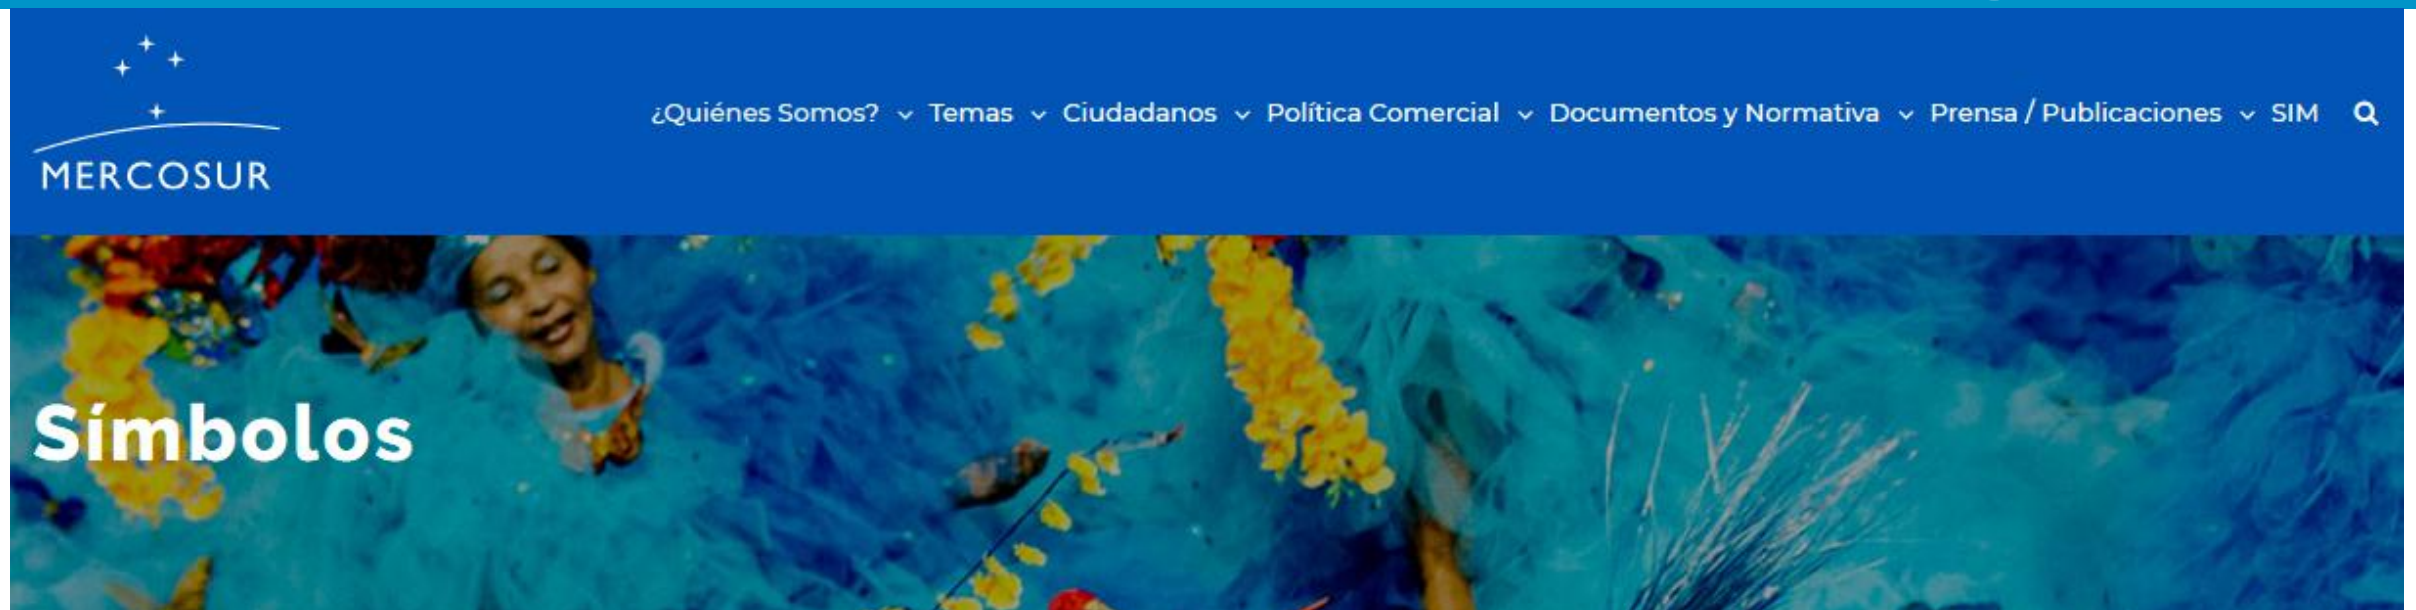 ¿Quiénes Somos? Temas Ciudadanos Política Comercial Documentos y Normativa Prensa / Publicaciones SIM
MERCOSUR
Símbolos